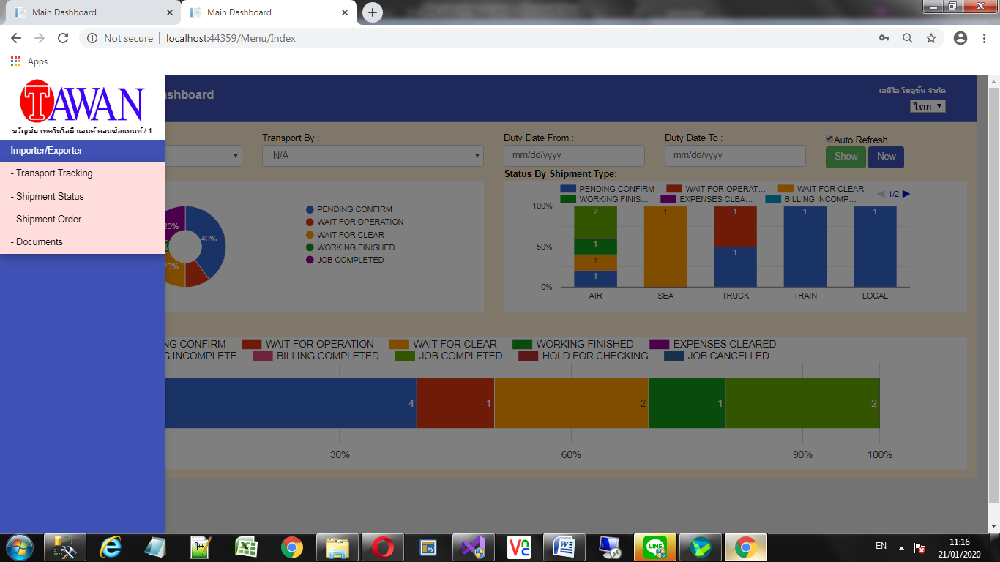 Main Dashboard
Main Dashboard
Not secure
localhost:44359/Menu/Index
Apps
TAWAN
ขวัญชัย เทคโนโลยี แอนด์ คอนซัลแทนท์ / 1
Importer/Exporter
- Transport Tracking
- Shipment Status
- Shipment Order
- Documents
ashboard
เอบีไอ โซลูชั่น จำกัด
ไทย
Transport By :
N/A
Duty Date From :
mm/dd/yyyy
Duty Date To :
mm/dd/yyyy
Auto Refresh
Show
New
20%
40%
%
20%
PENDING CONFIRM
WAIT FOR OPERATION
WAIT FOR CLEAR
WORKING FINISHED
JOB COMPLETED
Status By Shipment Type:
PENDING CONFIRM WAIT FOR OPERAT... WAIT FOR CLEAR
WORKING FINIS... EXPENSES CLEA... BILLING INCOMP...
1/2
100%
50%
0%
2
1
1
1
1
1
1
1
1
AIR SEA TRUCK TRAIN LOCAL
NG CONFIRM WAIT FOR OPERATION WAIT FOR CLEAR WORKING FINISHED EXPENSES CLEARED
G INCOMPLETE BILLING COMPLETED JOB COMPLETED HOLD FOR CHECKING JOB CANCELLED
4 1 2 1 2
30% 60% 90% 100%
EN
11:16
21/01/2020